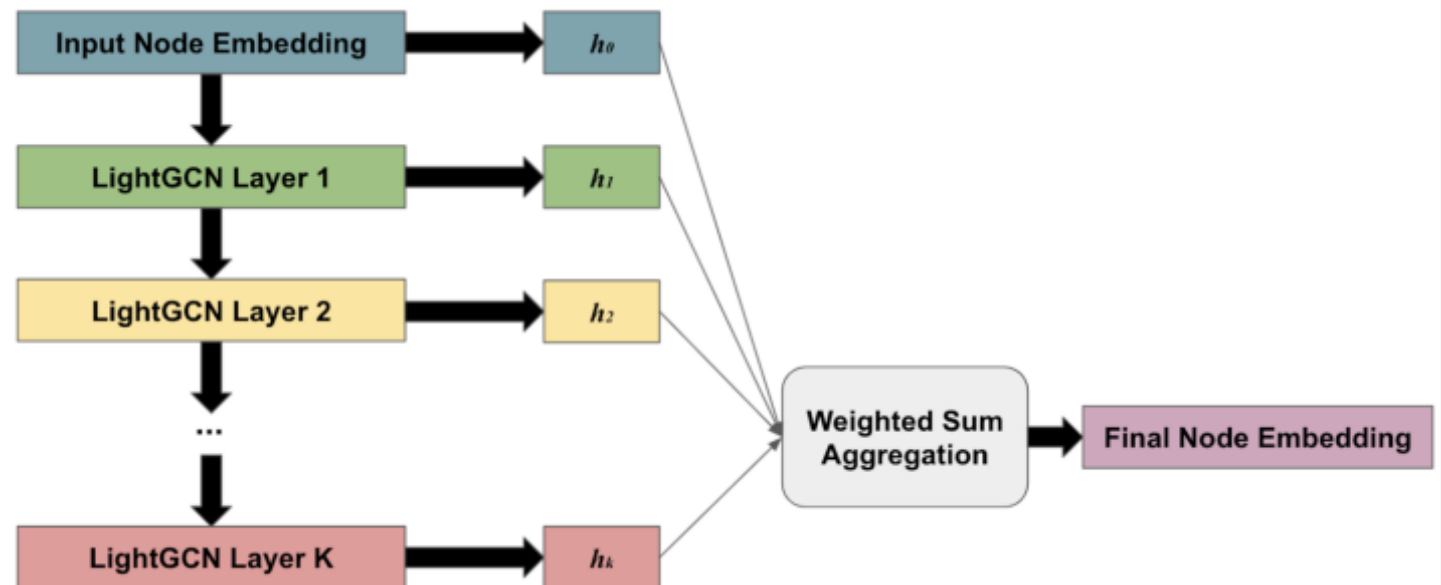 Input Node Embedding
h₀
LightGCN Layer 1
h₁
LightGCN Layer 2
h₂
...
Weighted Sum
Aggregation
Final Node Embedding
LightGCN Layer K
hₖ